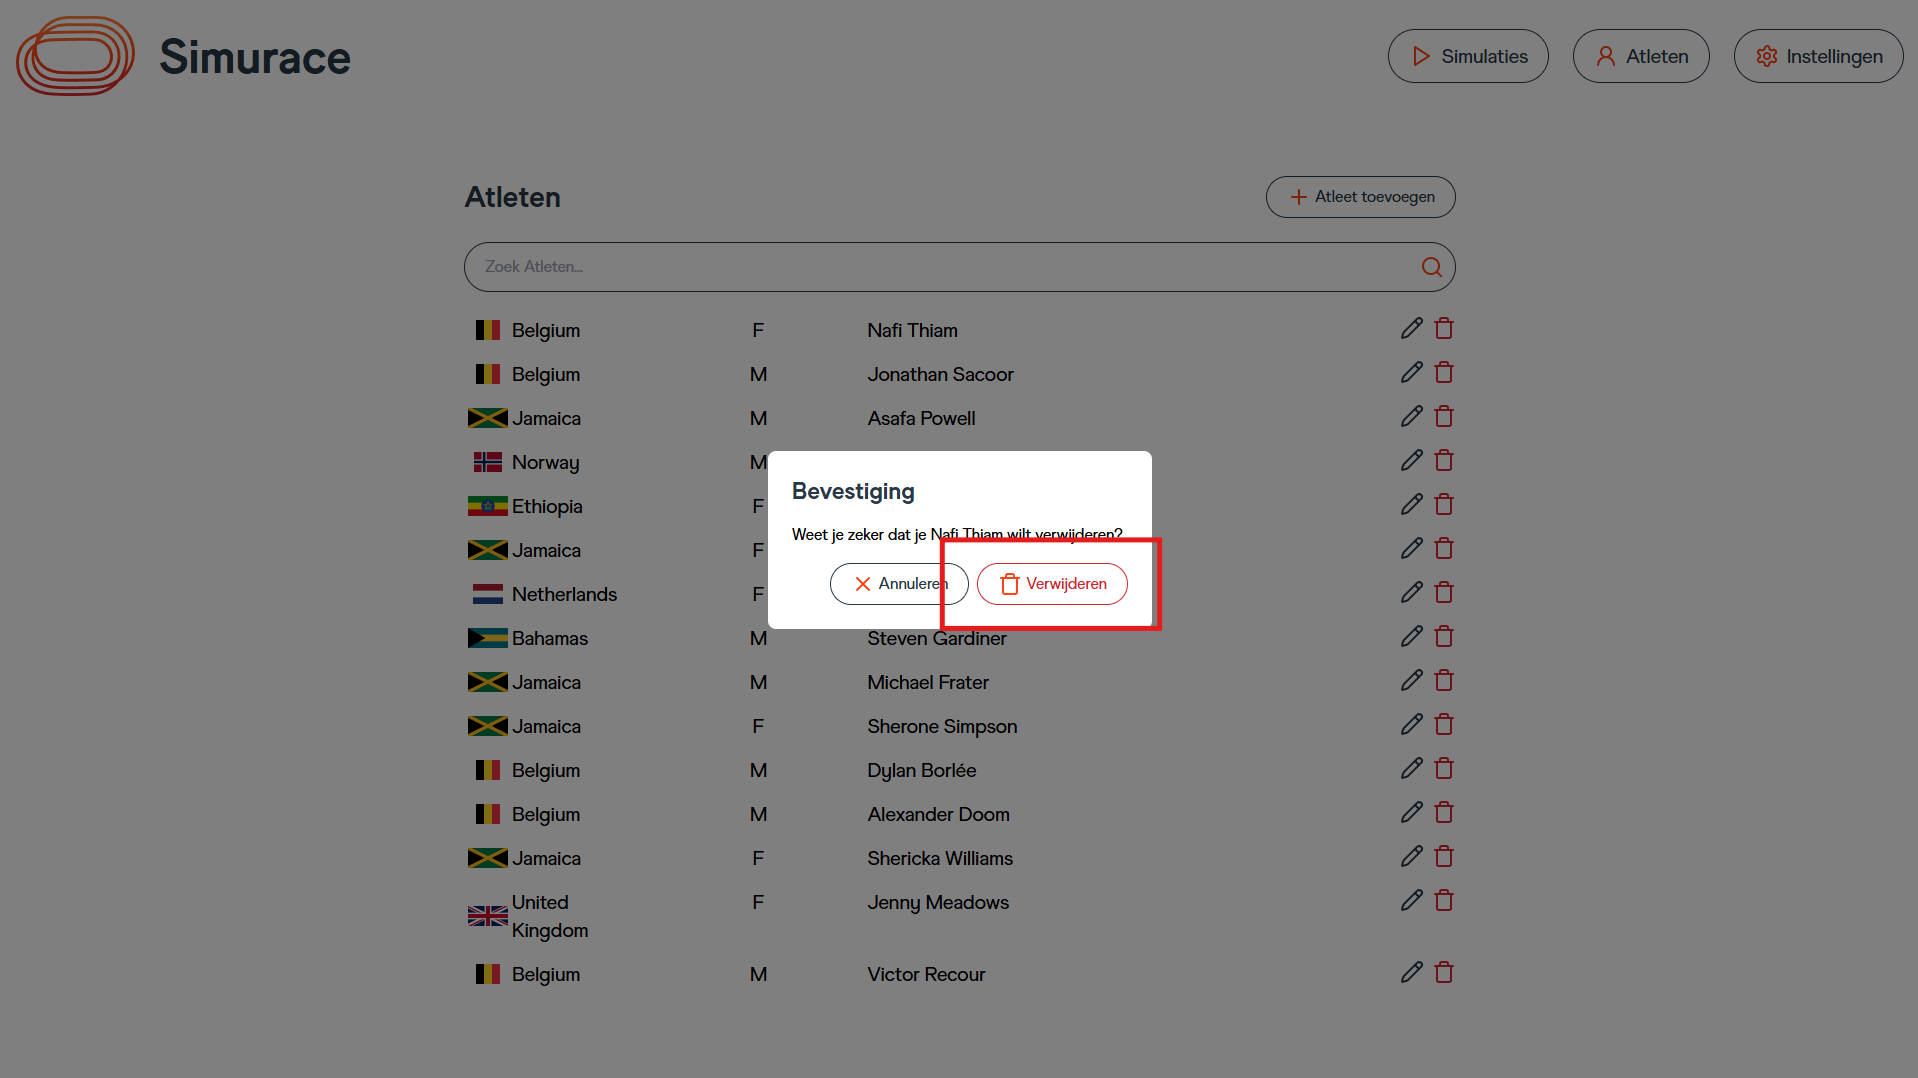 Simurace
Simulaties
Atleten
Instellingen
Atleten
Atleet toevoegen
Zoek Atleten...
Belgium F Nafi Thiam
Belgium M Jonathan Sacoor
Jamaica M Asafa Powell
Norway M
Ethiopia F
Jamaica F
Netherlands F
Bevestiging
Weet je zeker dat je Nafi Thiam wilt verwijderen?
Annuleren
Verwijderen
Bahamas M Steven Gardiner
Jamaica M Michael Frater
Jamaica F Sherone Simpson
Belgium M Dylan Borlée
Belgium M Alexander Doom
Jamaica F Shericka Williams
United F Jenny Meadows
Kingdom
Belgium M Victor Recour